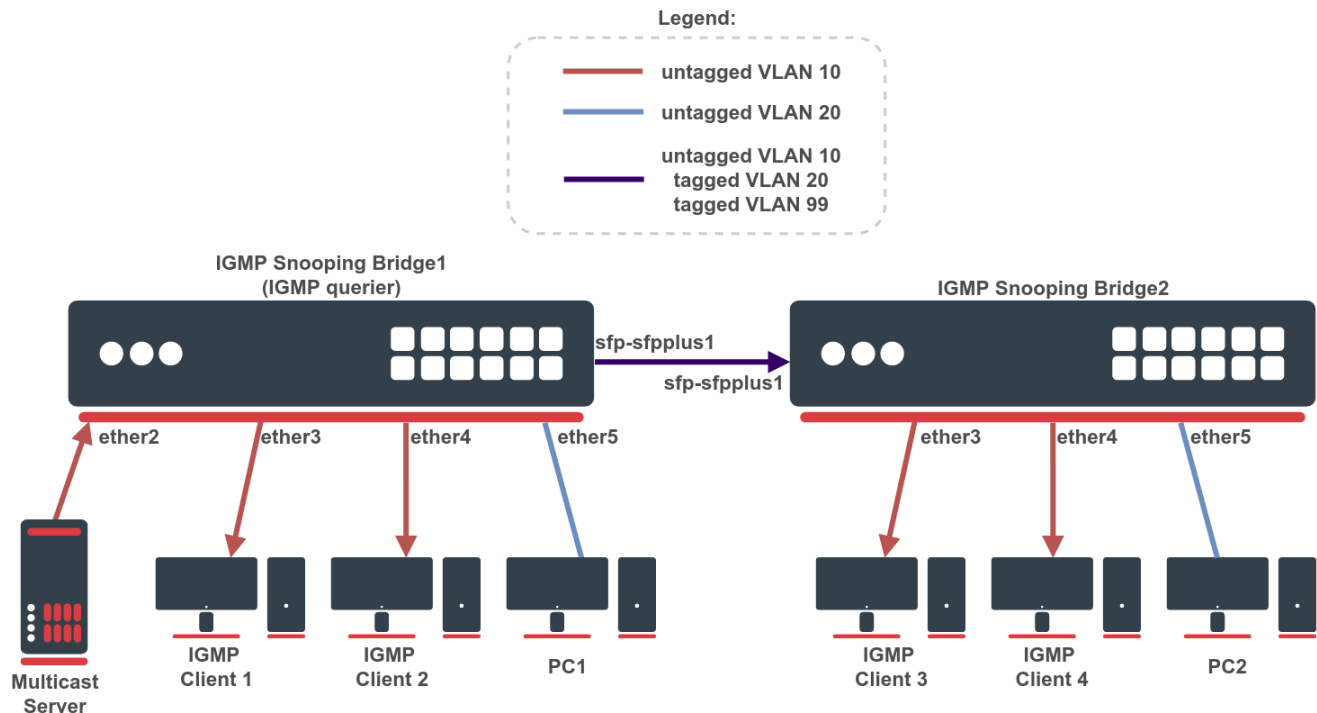 Legend:
untagged VLAN 10
untagged VLAN 20
untagged VLAN 10
tagged VLAN 20
tagged VLAN 99
IGMP Snooping Bridge1
(IGMP querier)
IGMP Snooping Bridge2
sfp-sfpplus1
sfp-sfpplus1
ether2
ether3
ether4
ether5
ether3
ether4
ether5
Multicast
Server
IGMP
Client 1
IGMP
Client 2
PC1
IGMP
Client 3
IGMP
Client 4
PC2